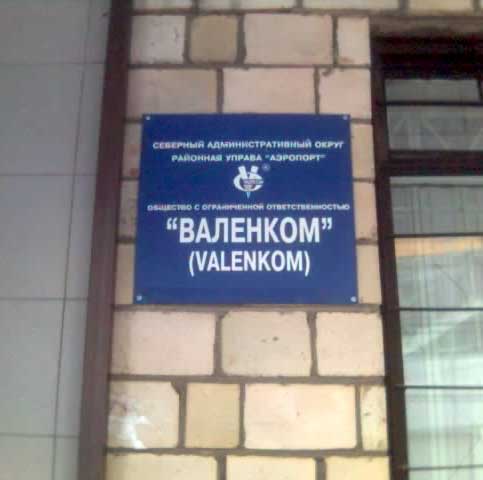 СЕВЕРНЫЙ АДМИНИСТРАТИВНЫЙ ОКРУГ
РАЙОННАЯ УПРАВА "АЭРОПОРТ"
®
ОБЩЕСТВО С ОГРАНИЧЕННОЙ ОТВЕТСТВЕННОСТЬЮ
“ВАЛЕНКОМ”
(VALENKOM)